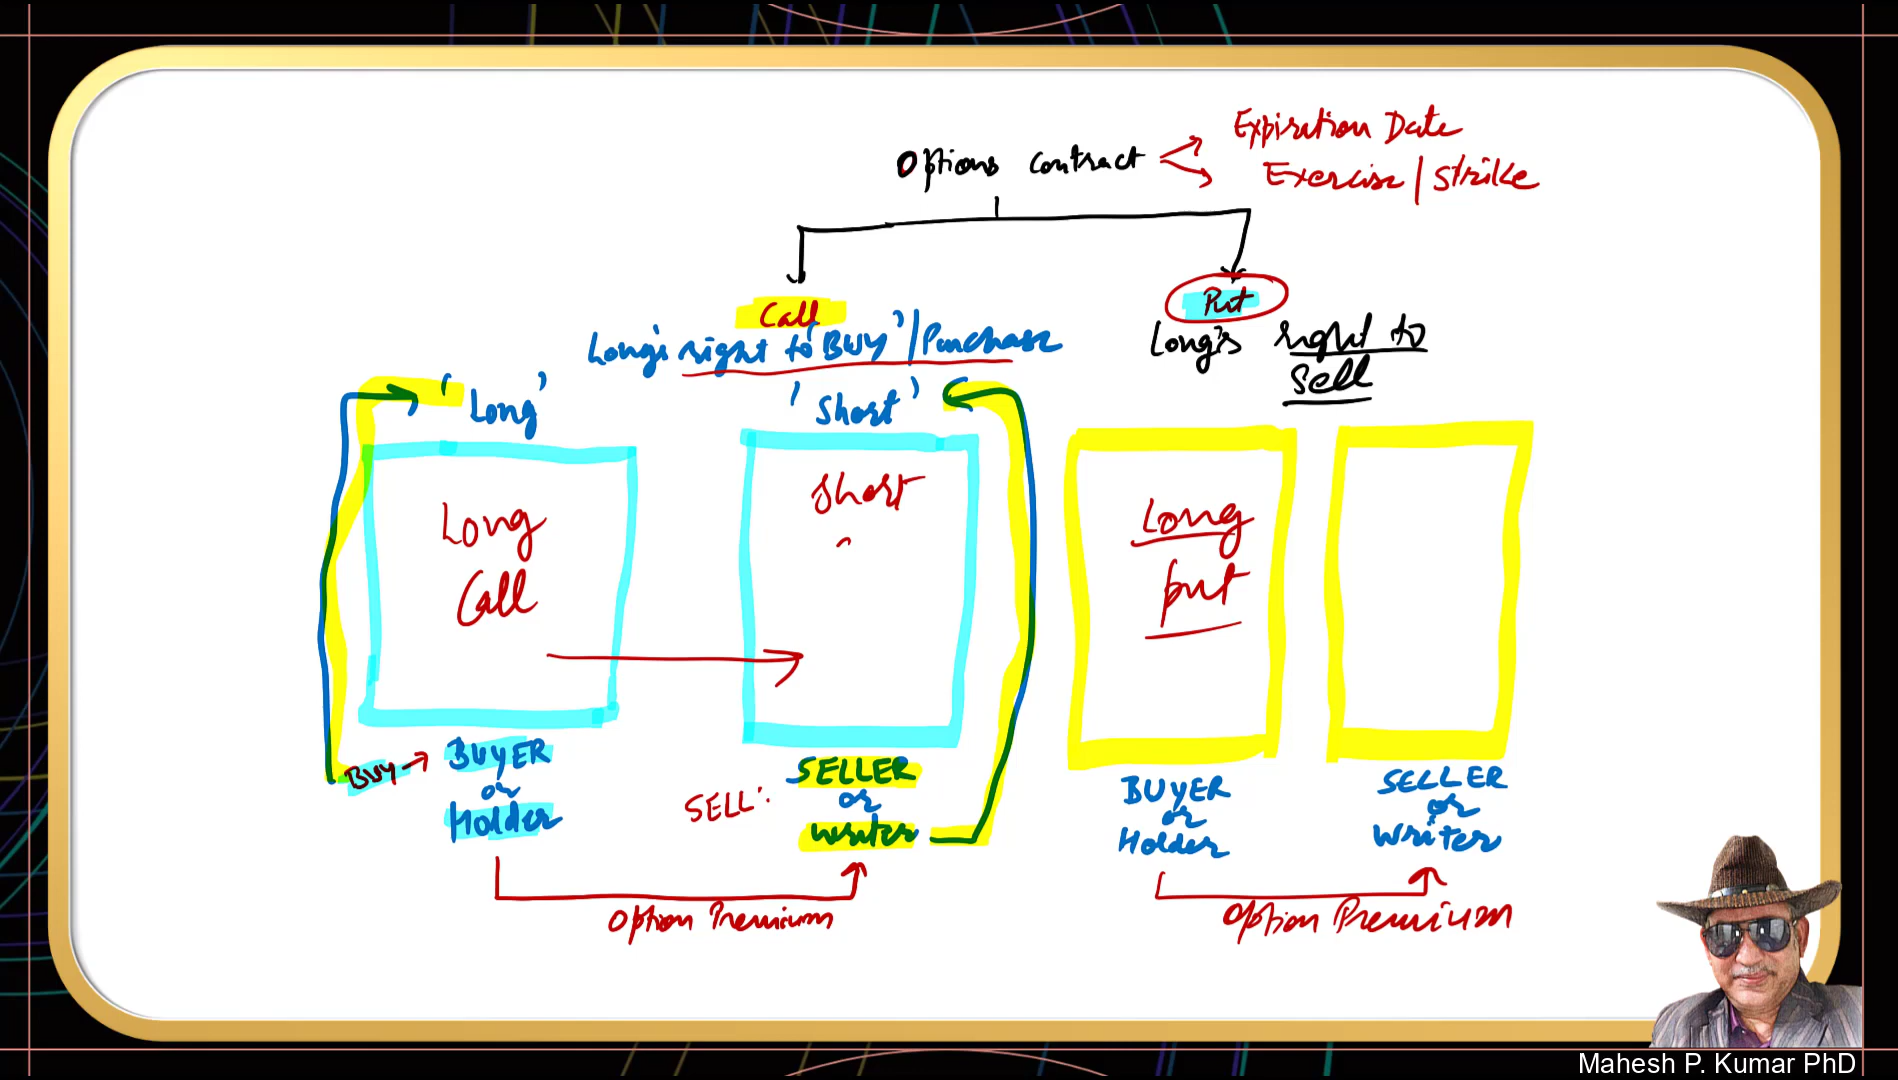 Options contract
Expiration Date
Exercise / Strike
Call
Put
Long's right to 'BUY' / Purchase
Long's right to
Sell
'Long'
'Short'
Long
Call
Short
Long
put
BUY → BUYER
or
Holder
SELL: SELLER
or
Writer
BUYER
or
Holder
SELLER
or
Writer
Option Premium
Option Premium
Mahesh P. Kumar PhD